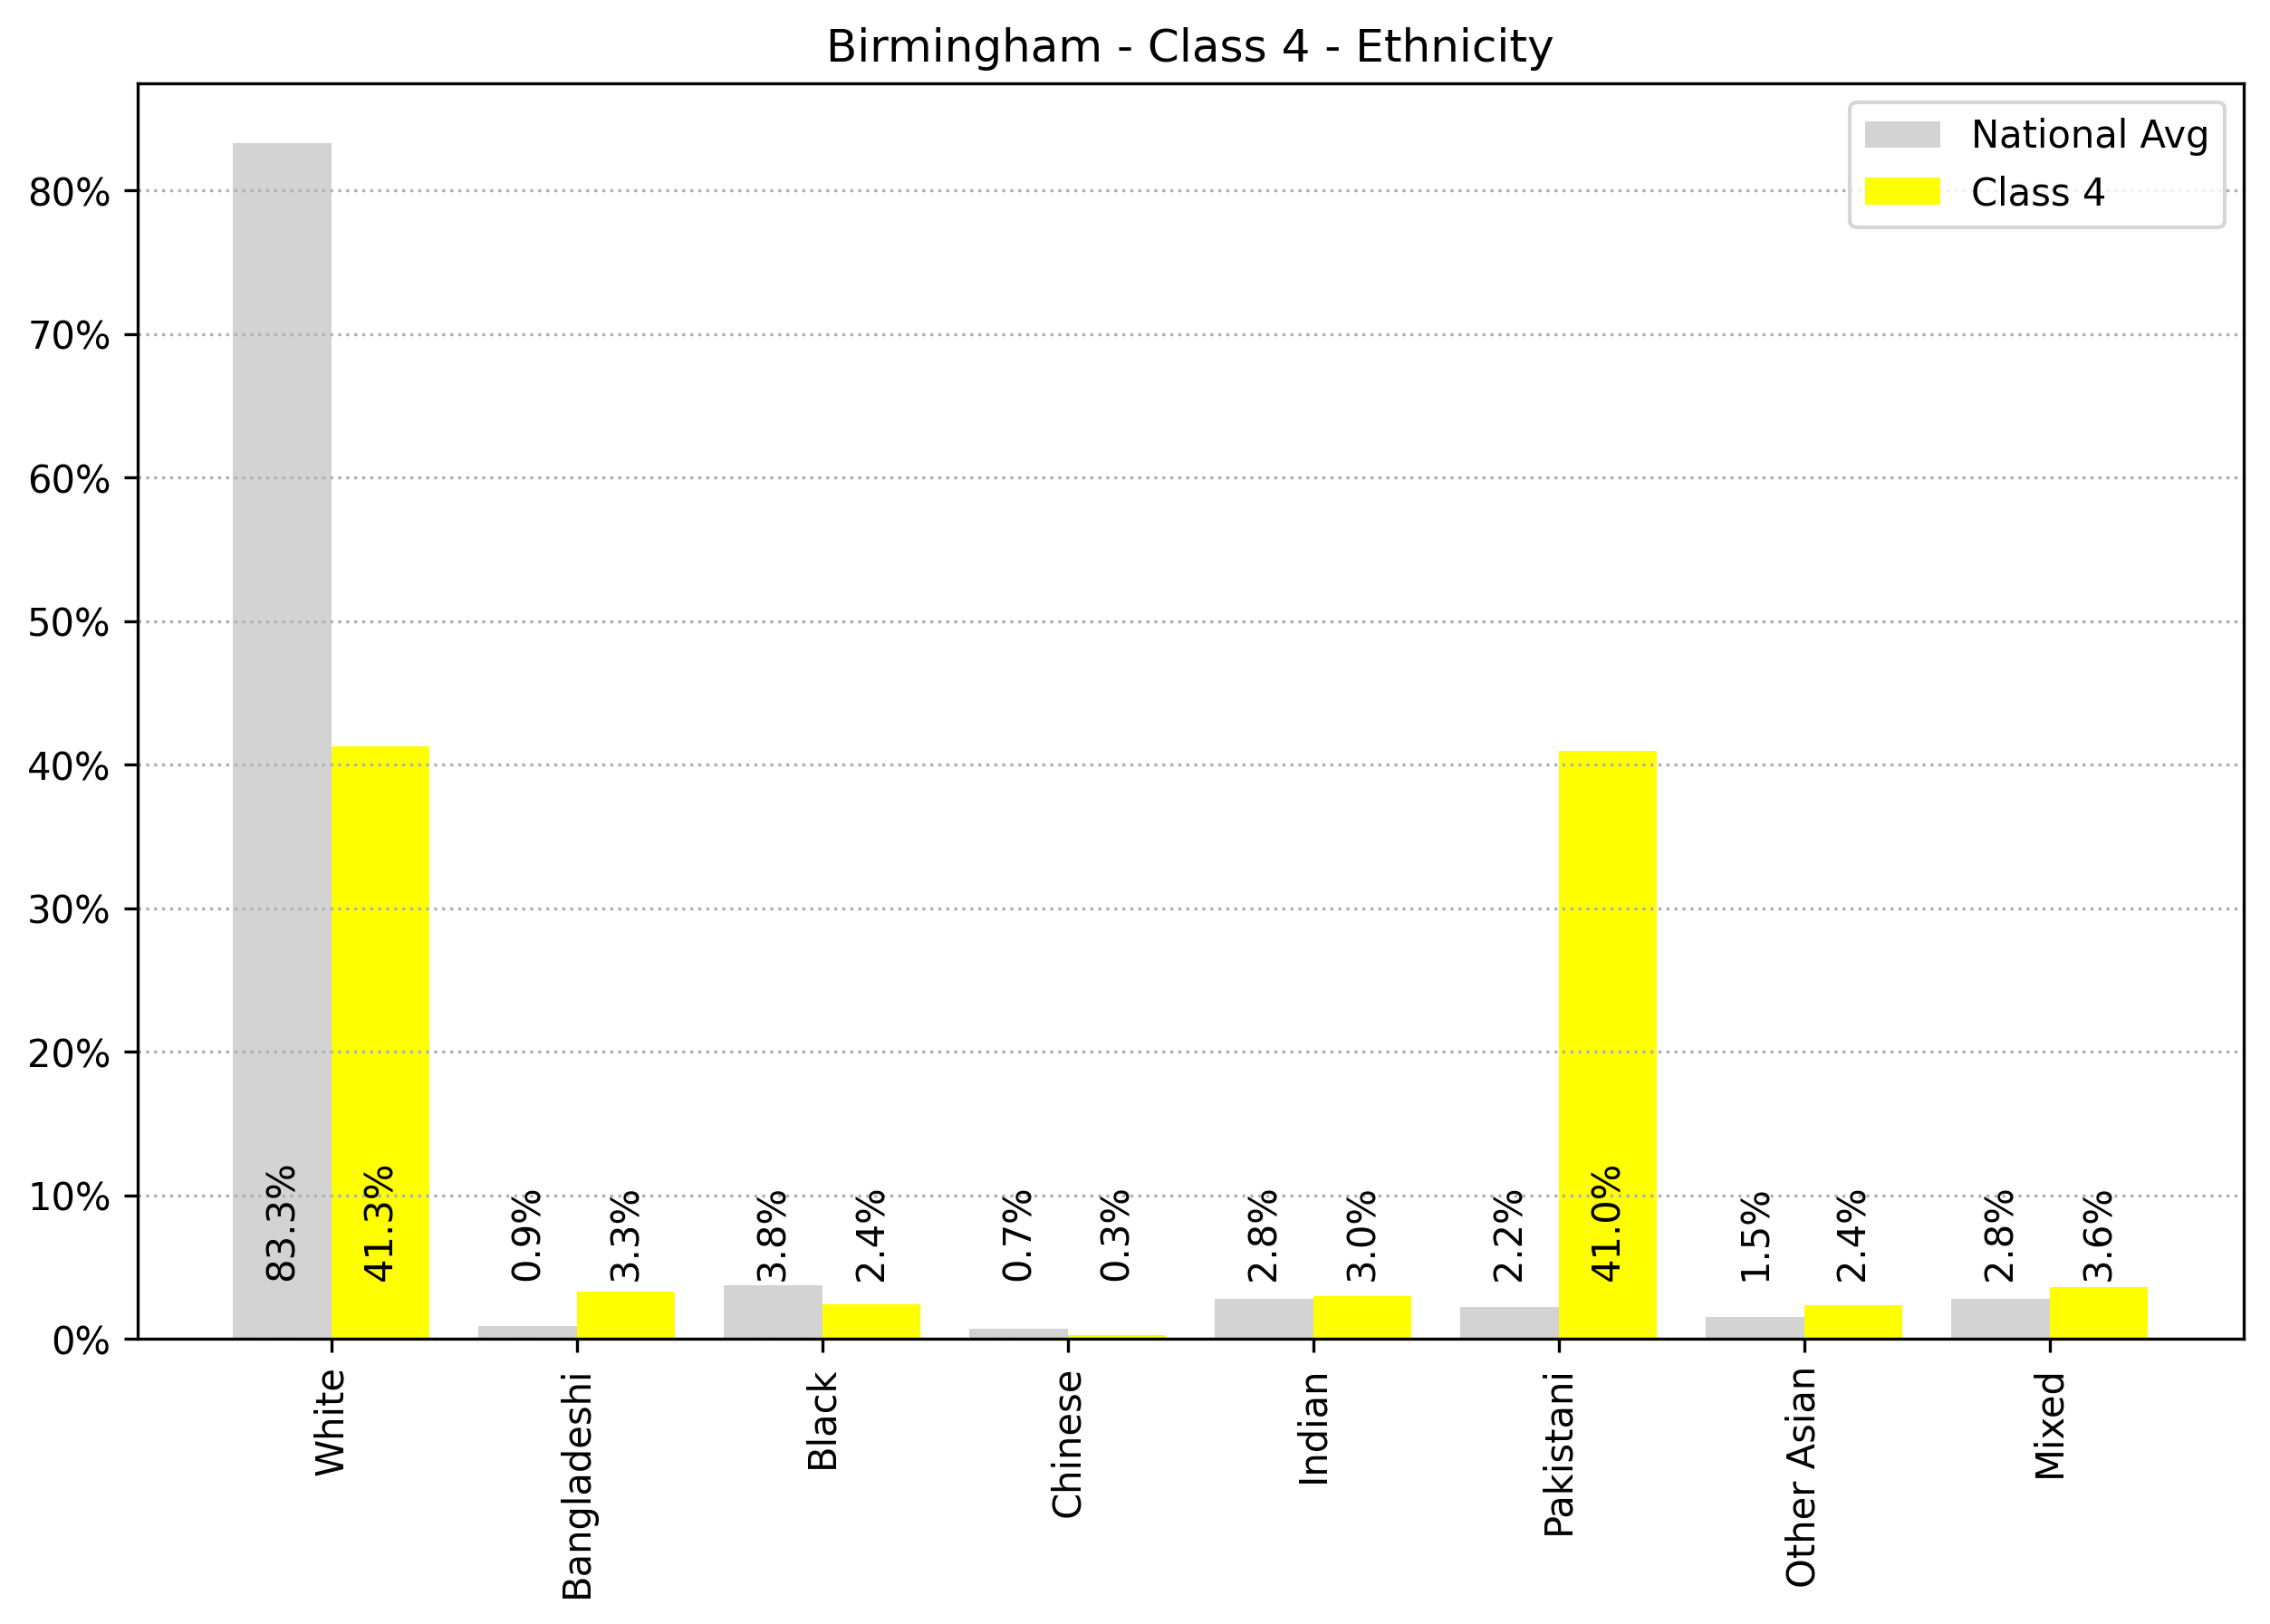 Birmingham - Class 4 - Ethnicity
National Avg
Class 4
80%
70%
60%
50%
40%
30%
20%
10%
0%
83.3%
41.3%
0.9%
3.3%
3.8%
2.4%
0.7%
0.3%
2.8%
3.0%
2.2%
41.0%
1.5%
2.4%
2.8%
3.6%
White
Bangladeshi
Black
Chinese
Indian
Pakistani
Other Asian
Mixed